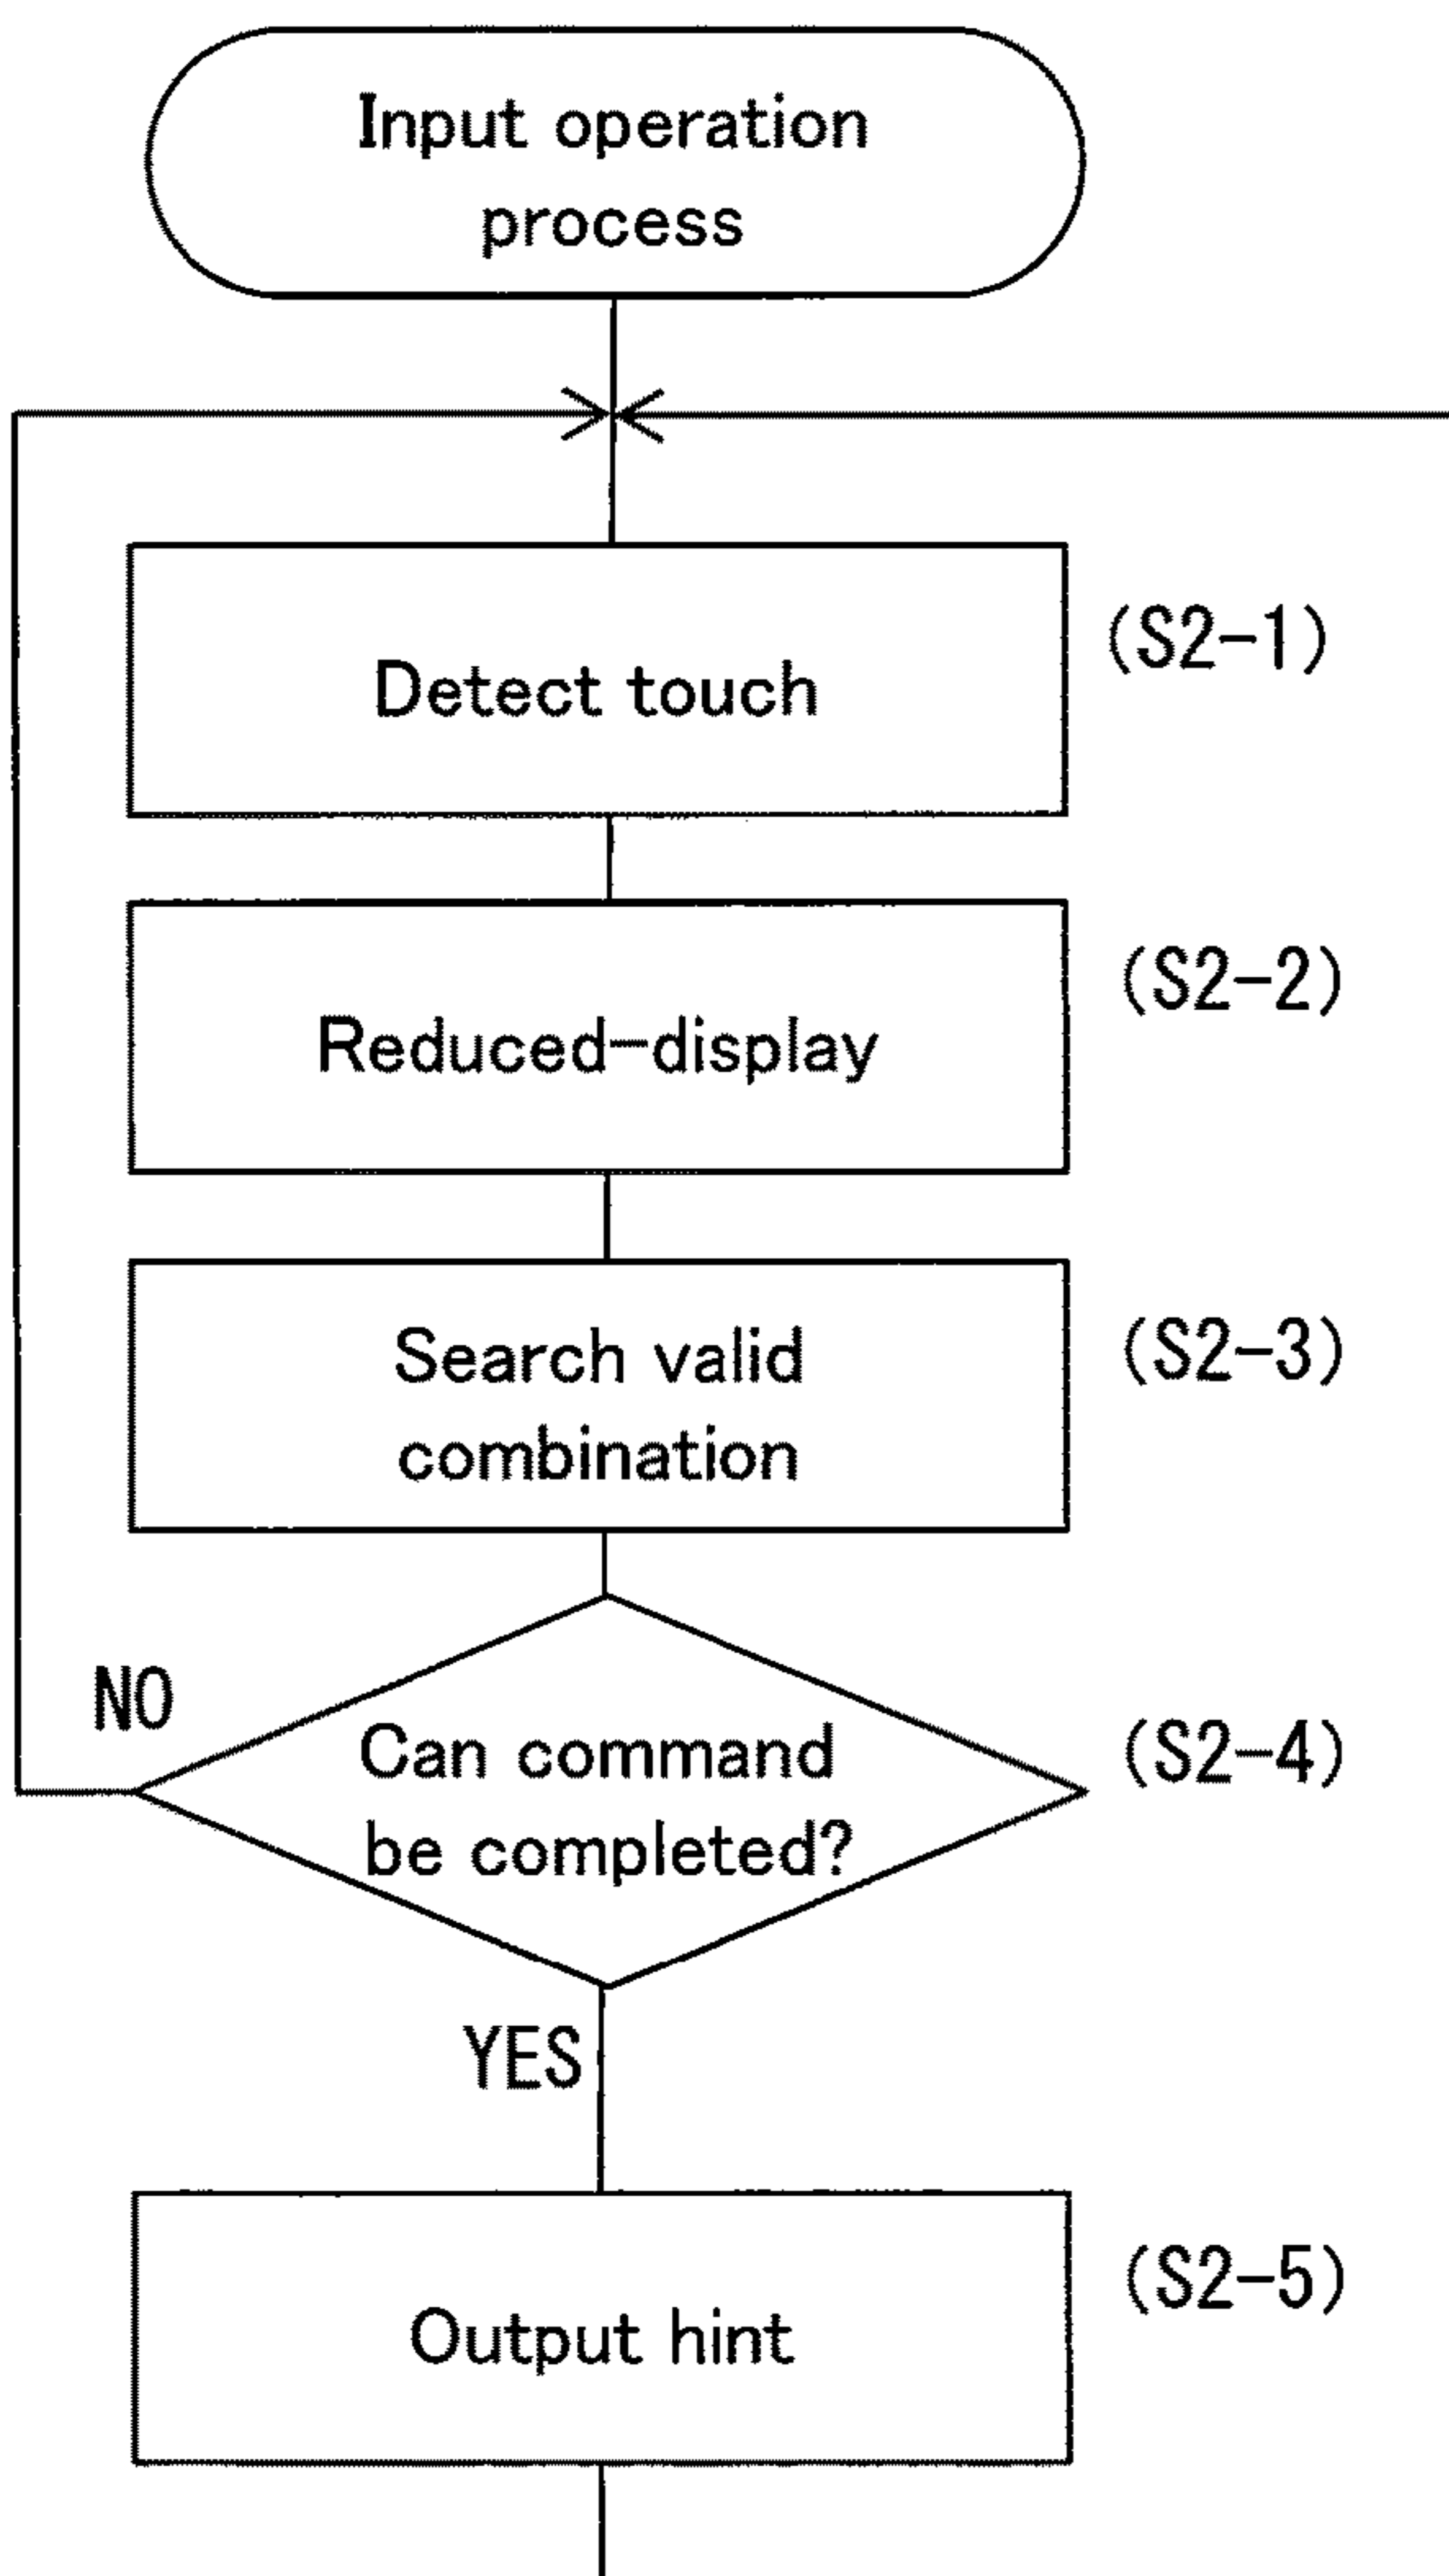 Input operation
process
Detect touch
(S2-1)
Reduced-display
(S2-2)
Search valid
combination
(S2-3)
NO
Can command
be completed?
(S2-4)
YES
Output hint
(S2-5)